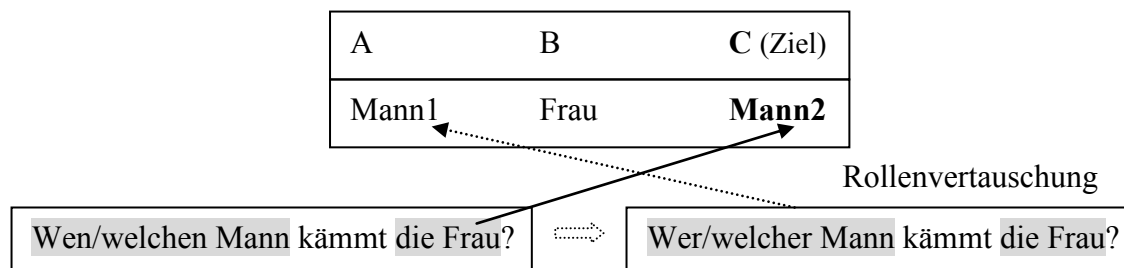 A B C (Ziel)
Mann1 Frau Mann2
Rollenvertauschung
Wen/welchen Mann kämmt die Frau? Wer/welcher Mann kämmt die Frau?